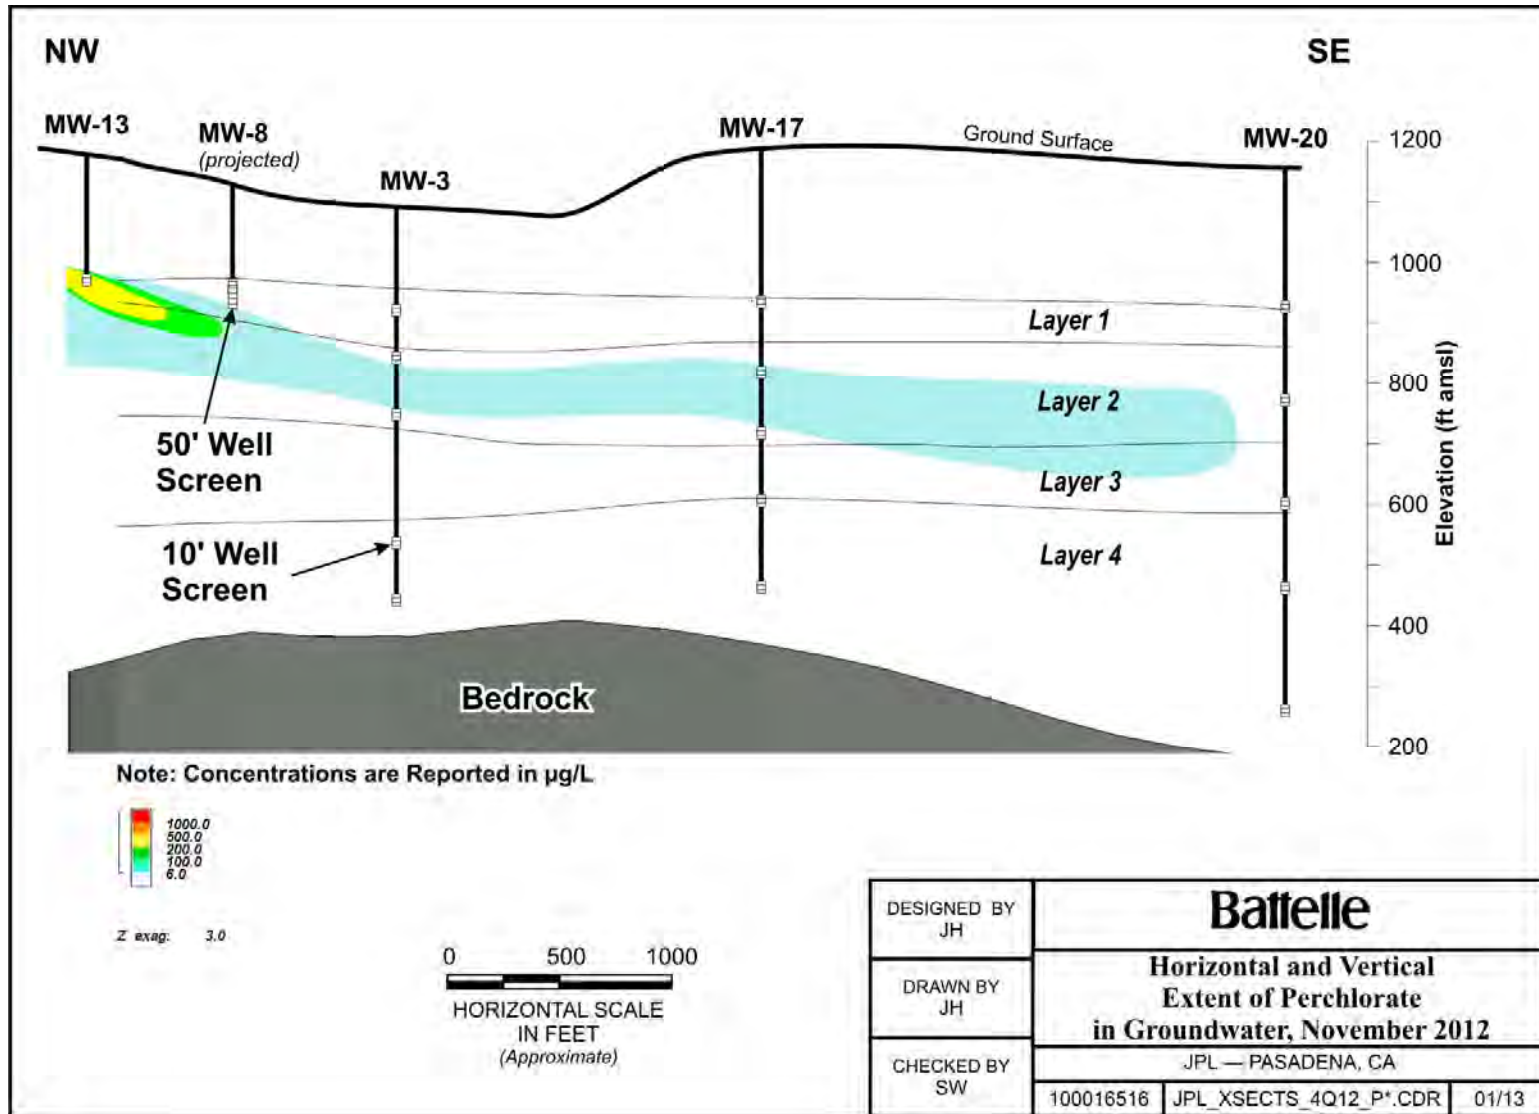 NW
SE
MW-13
MW-8
(projected)
MW-3
MW-17
Ground Surface
MW-20
1200
1000
800
600
400
200
Elevation (ft amsl)
Layer 1
Layer 2
Layer 3
Layer 4
50' Well
Screen
10' Well
Screen
Bedrock
Note: Concentrations are Reported in µg/L
1000.0
500.0
200.0
100.0
6.0
Z exag: 3.0
0 500 1000
HORIZONTAL SCALE
IN FEET
(Approximate)
DESIGNED BY
JH
DRAWN BY
JH
CHECKED BY
SW
Battelle
Horizontal and Vertical
Extent of Perchlorate
in Groundwater, November 2012
JPL — PASADENA, CA
100016516 JPL_XSECTS_4Q12_P*.CDR 01/13